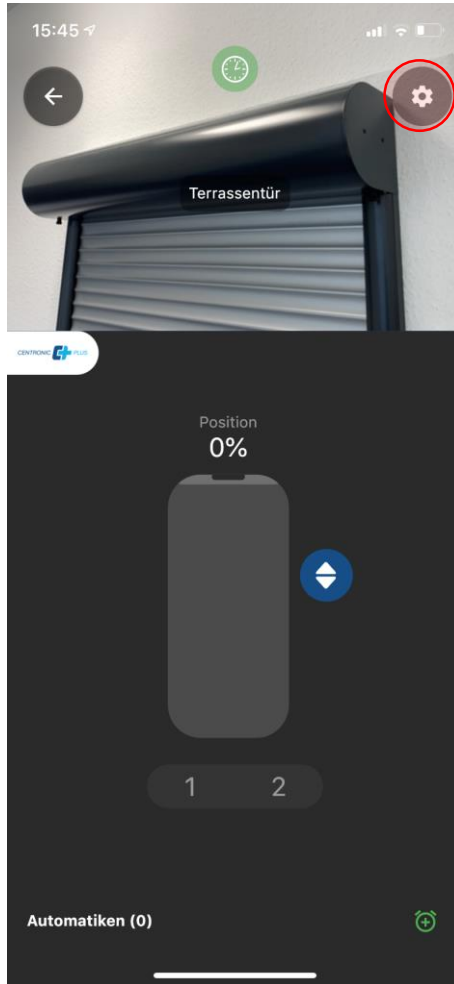 15:45
Terrassentür
CENTRONIC PLUS
Position
0%
1 2
Automatiken (0)